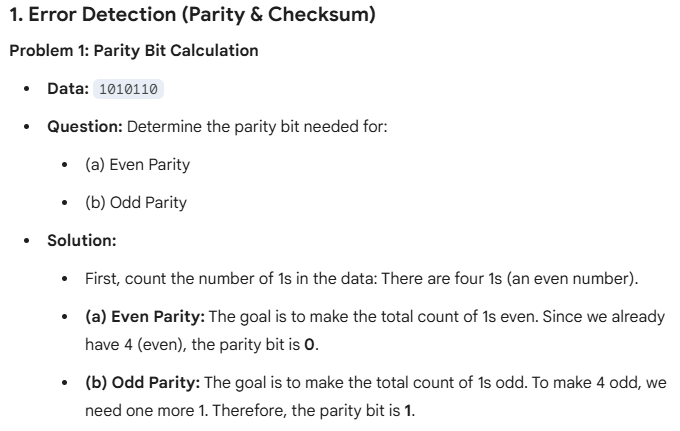 1. Error Detection (Parity & Checksum)
Problem 1: Parity Bit Calculation
• Data: 1010110
• Question: Determine the parity bit needed for:
• (a) Even Parity
• (b) Odd Parity
• Solution:
• First, count the number of 1s in the data: There are four 1s (an even number).
• (a) Even Parity: The goal is to make the total count of 1s even. Since we already
have 4 (even), the parity bit is 0.
• (b) Odd Parity: The goal is to make the total count of 1s odd. To make 4 odd, we
need one more 1. Therefore, the parity bit is 1.